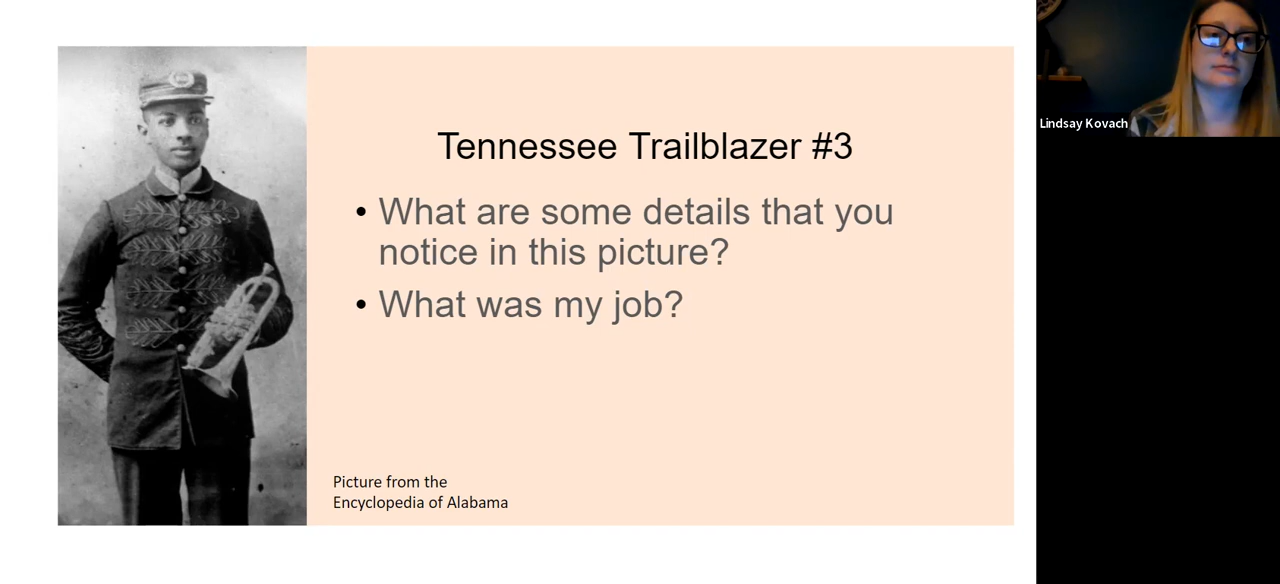 Tennessee Trailblazer #3
• What are some details that you
notice in this picture?
• What was my job?
Picture from the
Encyclopedia of Alabama
Lindsay Kovach